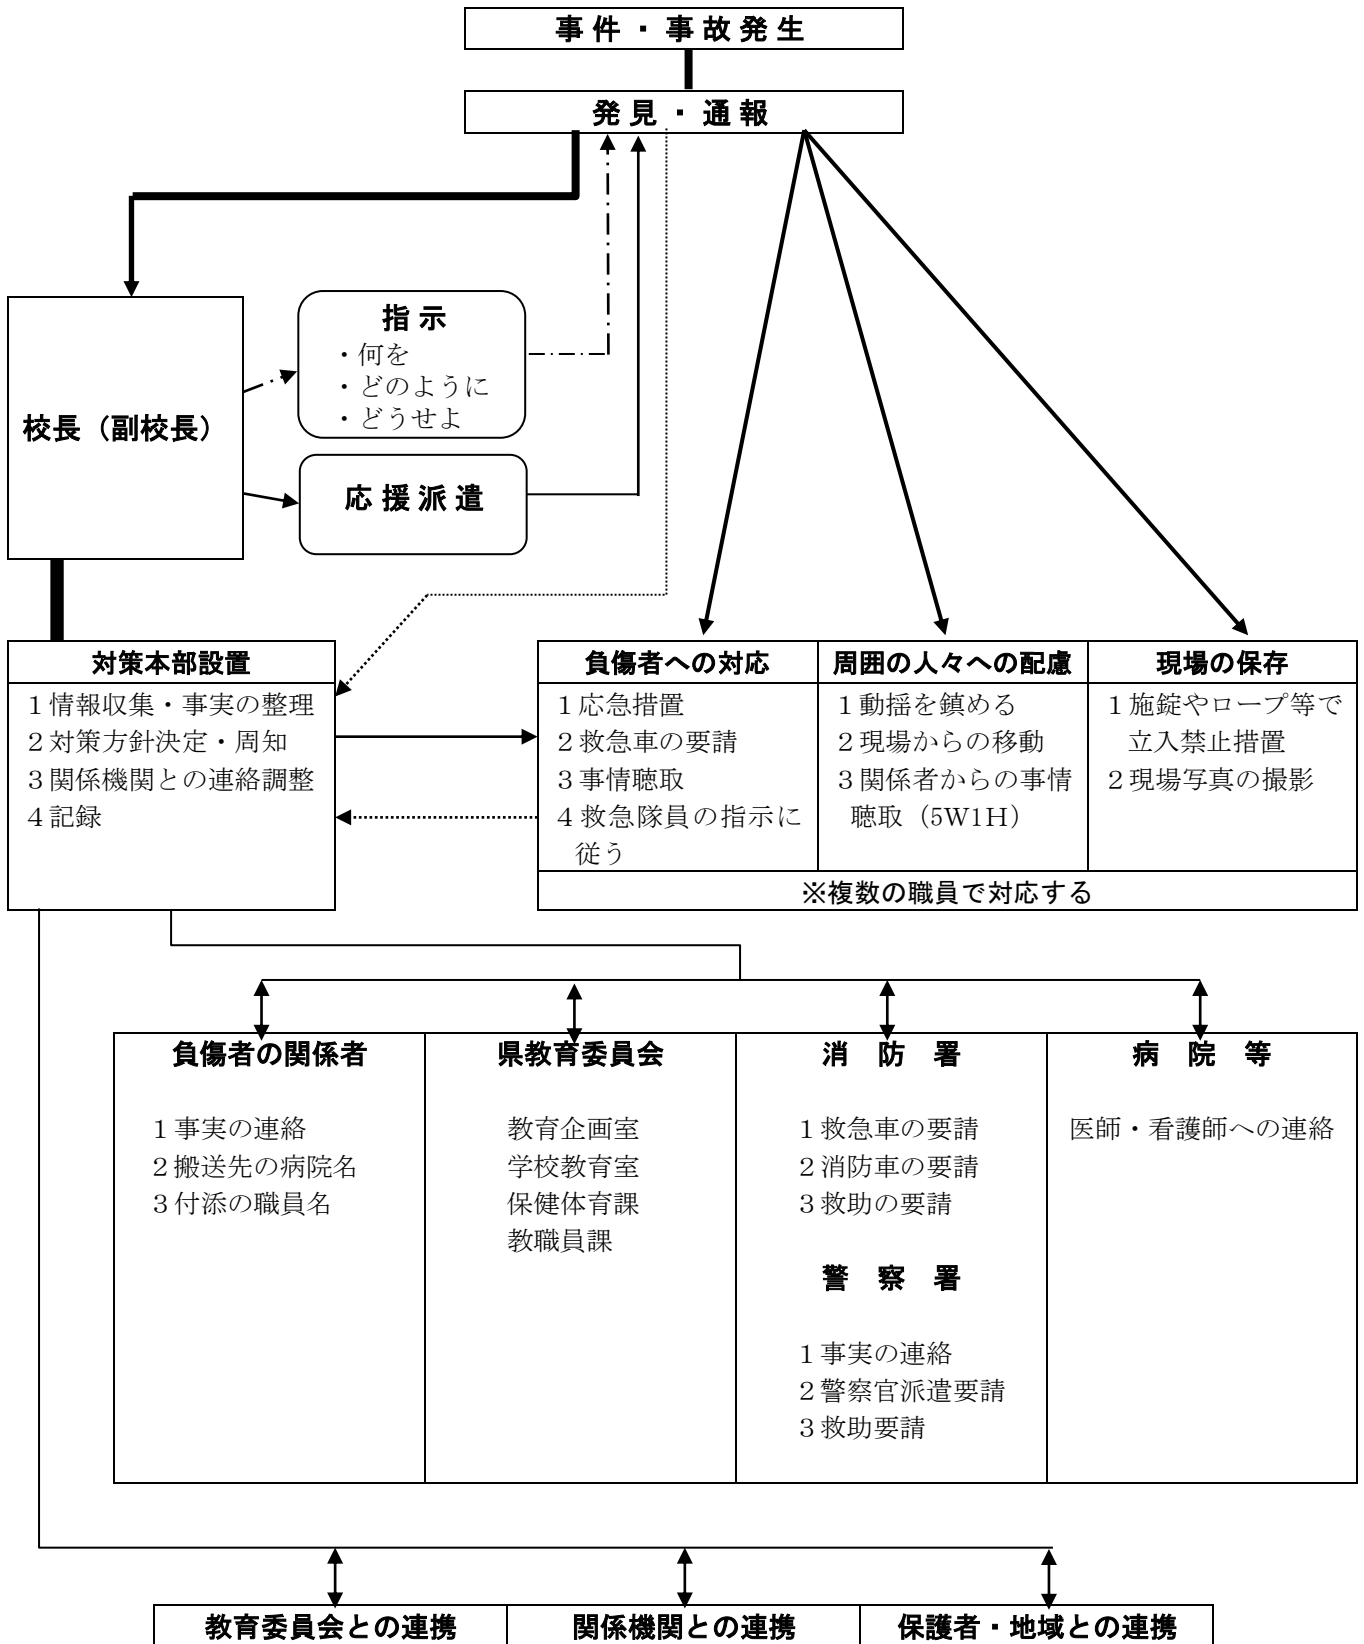 事件・事故発生
発見・通報
校長（副校長）
指示
・何を
・どのように
・どうせよ
応援派遣
対策本部設置
１情報収集・事実の整理
２対策方針決定・周知
３関係機関との連絡調整
４記録
負傷者への対応
１応急措置
２救急車の要請
３事情聴取
４救急隊員の指示に
従う
周囲の人々への配慮
１動揺を鎮める
２現場からの移動
３関係者からの事情
聴取（5W1H）
現場の保存
１施錠やロープ等で
立入禁止措置
２現場写真の撮影
※複数の職員で対応する
負傷者の関係者
１事実の連絡
２搬送先の病院名
３付添の職員名
県教育委員会
教育企画室
学校教育室
保健体育課
教職員課
消　防　署
１救急車の要請
２消防車の要請
３救助の要請
警　察　署
１事実の連絡
２警察官派遣要請
３救助要請
病　院　等
医師・看護師への連絡
教育委員会との連携
関係機関との連携
保護者・地域との連携